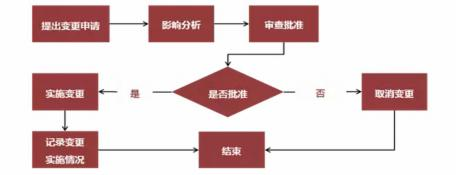 提出变更申请
影响分析
审查批准
是否批准
是
否
实施变更
取消变更
记录变更
实施情况
结束